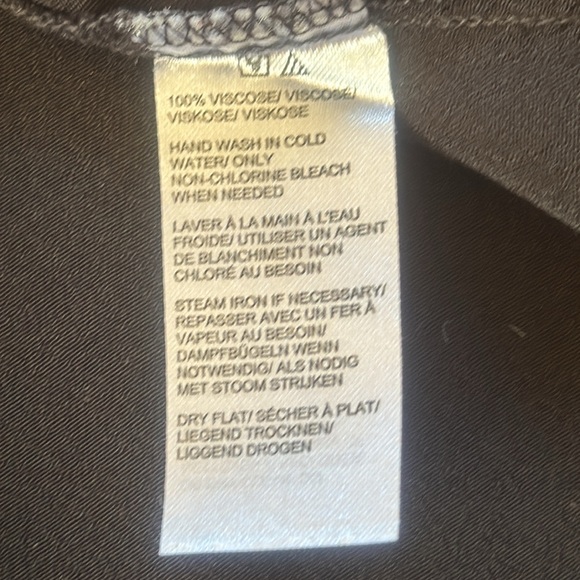 100% VISCOSE/ VISCOSE/
VISKOSE/ VISKOSE
HAND WASH IN COLD
WATER/ ONLY
NON-CHLORINE BLEACH
WHEN NEEDED
LAVER À LA MAIN À L'EAU
FROIDE/ UTILISER UN AGENT
DE BLANCHIMENT NON
CHLORÉ AU BESOIN
STEAM IRON IF NECESSARY/
REPASSER AVEC UN FER À
VAPEUR AU BESOIN/
DAMPFBÜGELN WENN
NOTWENDIG/ ALS NODIG
MET STOOM STRIJKEN
DRY FLAT/ SÉCHER À PLAT/
LIEGEND TROCKNEN/
LIGGEND DROGEN